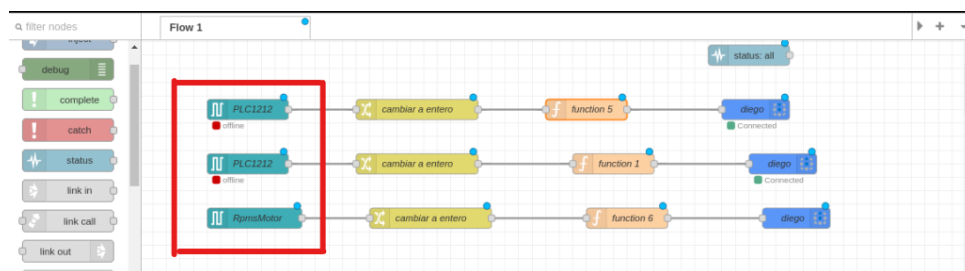 filter nodes
Flow 1
debug
status: all
complete
PLC1212
cambiar a entero
function 5
diego
offline
Connected
catch
status
PLC1212
cambiar a entero
function 1
diego
offline
Connected
link in
link call
RpmsMotor
cambiar a entero
function 6
diego
link out